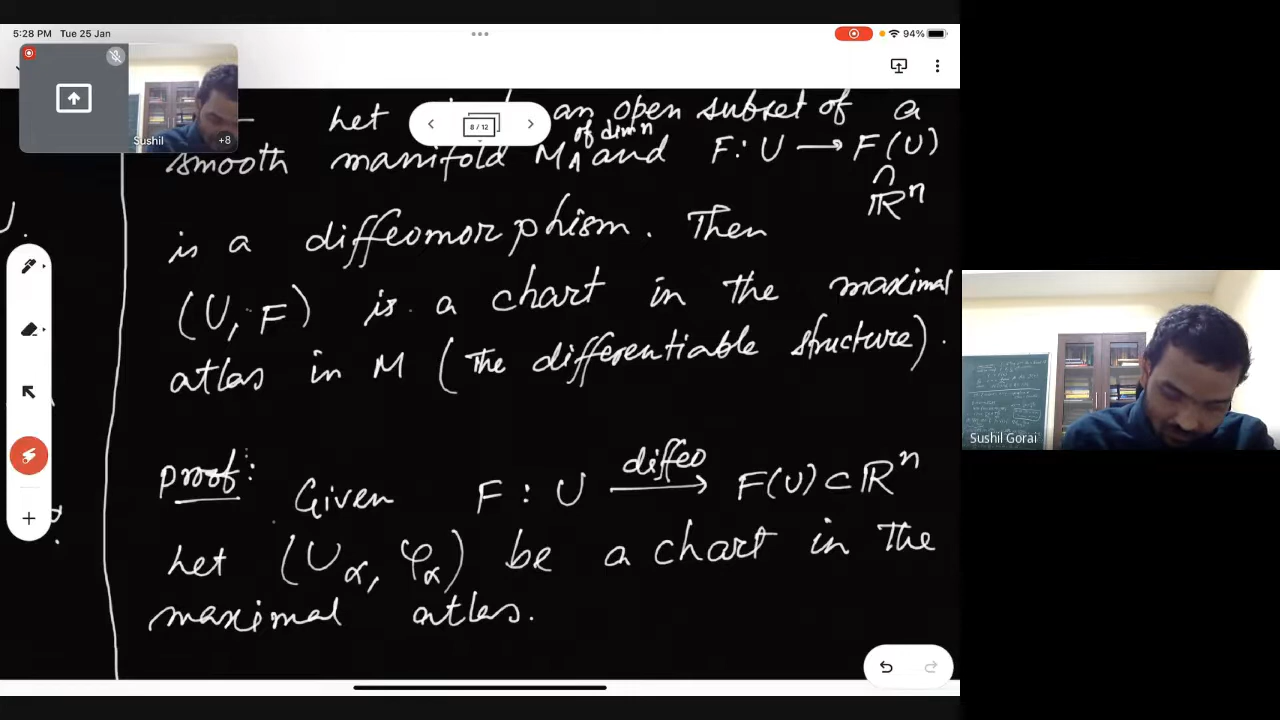 5:28 PM Tue 25 Jan
94%
Sushil
+8
8 / 12
Let an open subset of a
of dim n
smooth manifold M ∧ and F : U → F(U)
∩
ℝⁿ
is a diffeomorphism. Then
(U, F) is a chart in the maximal
atlas in M (The differentiable structure).
proof: Given F : U diffeo → F(U) ⊂ ℝⁿ
Let (U_α, φ_α) be a chart in the
maximal atlas.
Sushil Gorai